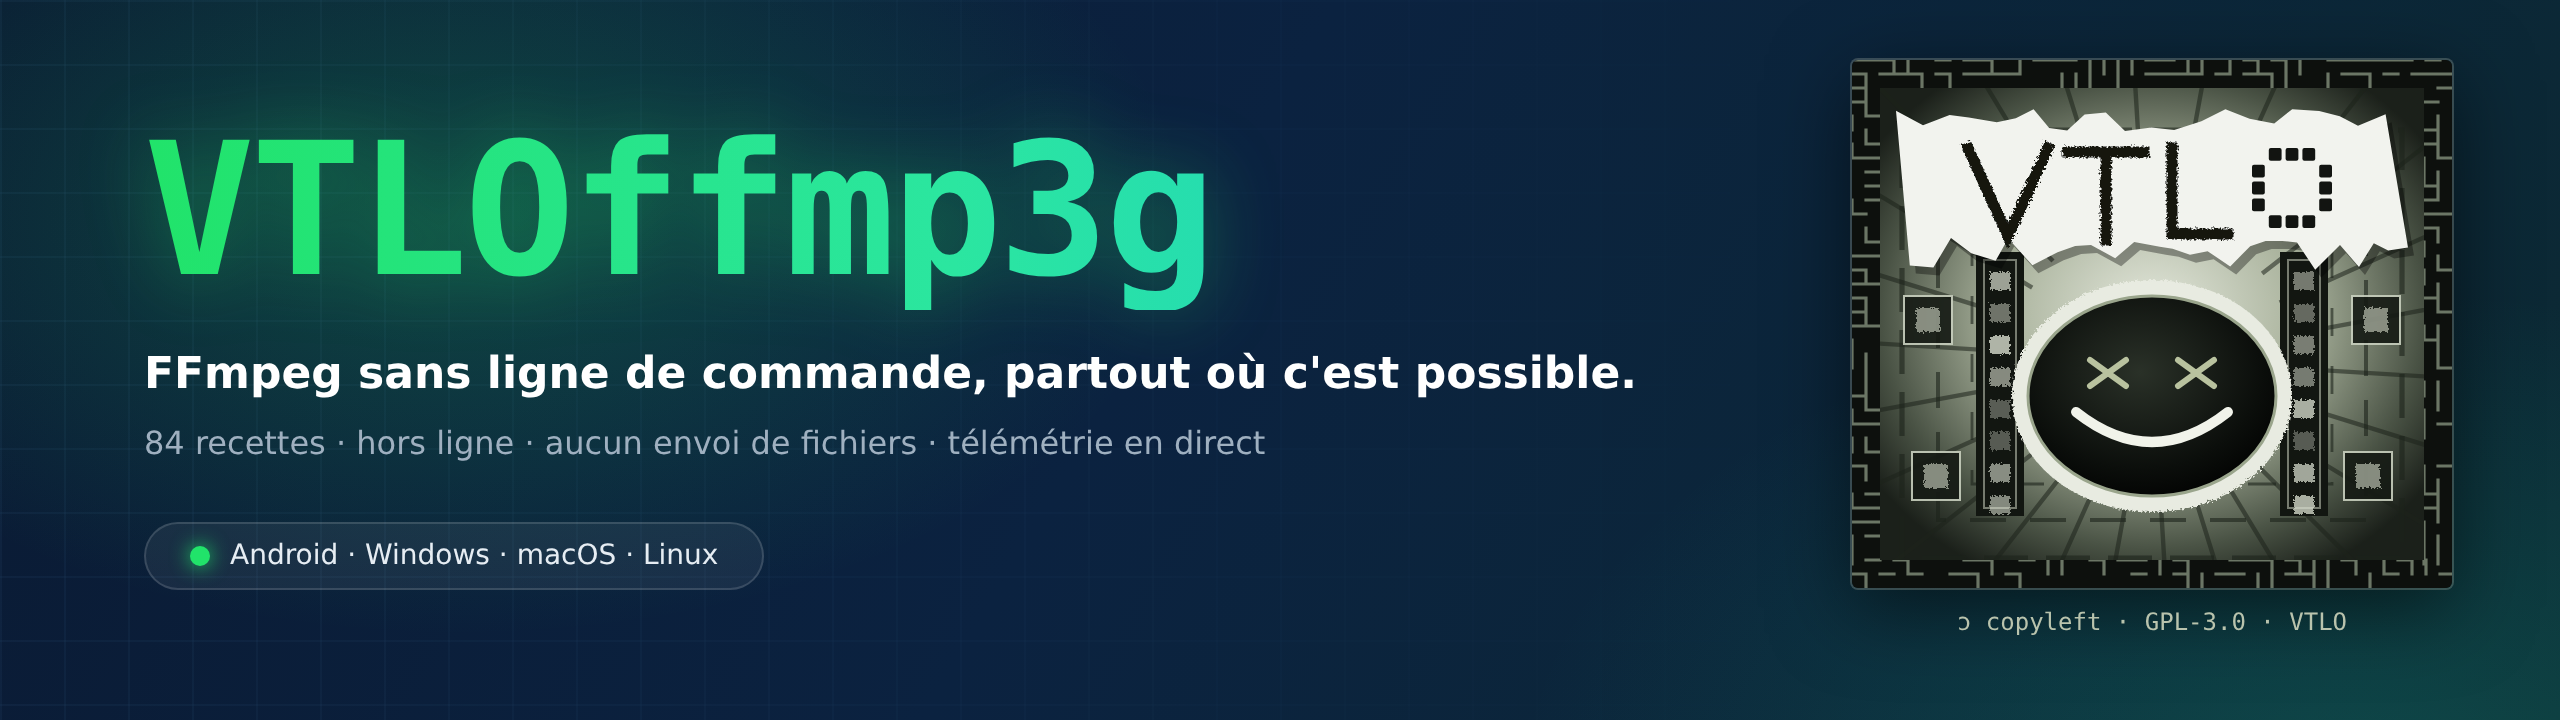 VTLOffmp3g
FFmpeg sans ligne de commande, partout où c'est possible.
84 recettes · hors ligne · aucun envoi de fichiers · télémétrie en direct
Android · Windows · macOS · Linux
VTLO
ɔ copyleft · GPL-3.0 · VTLO